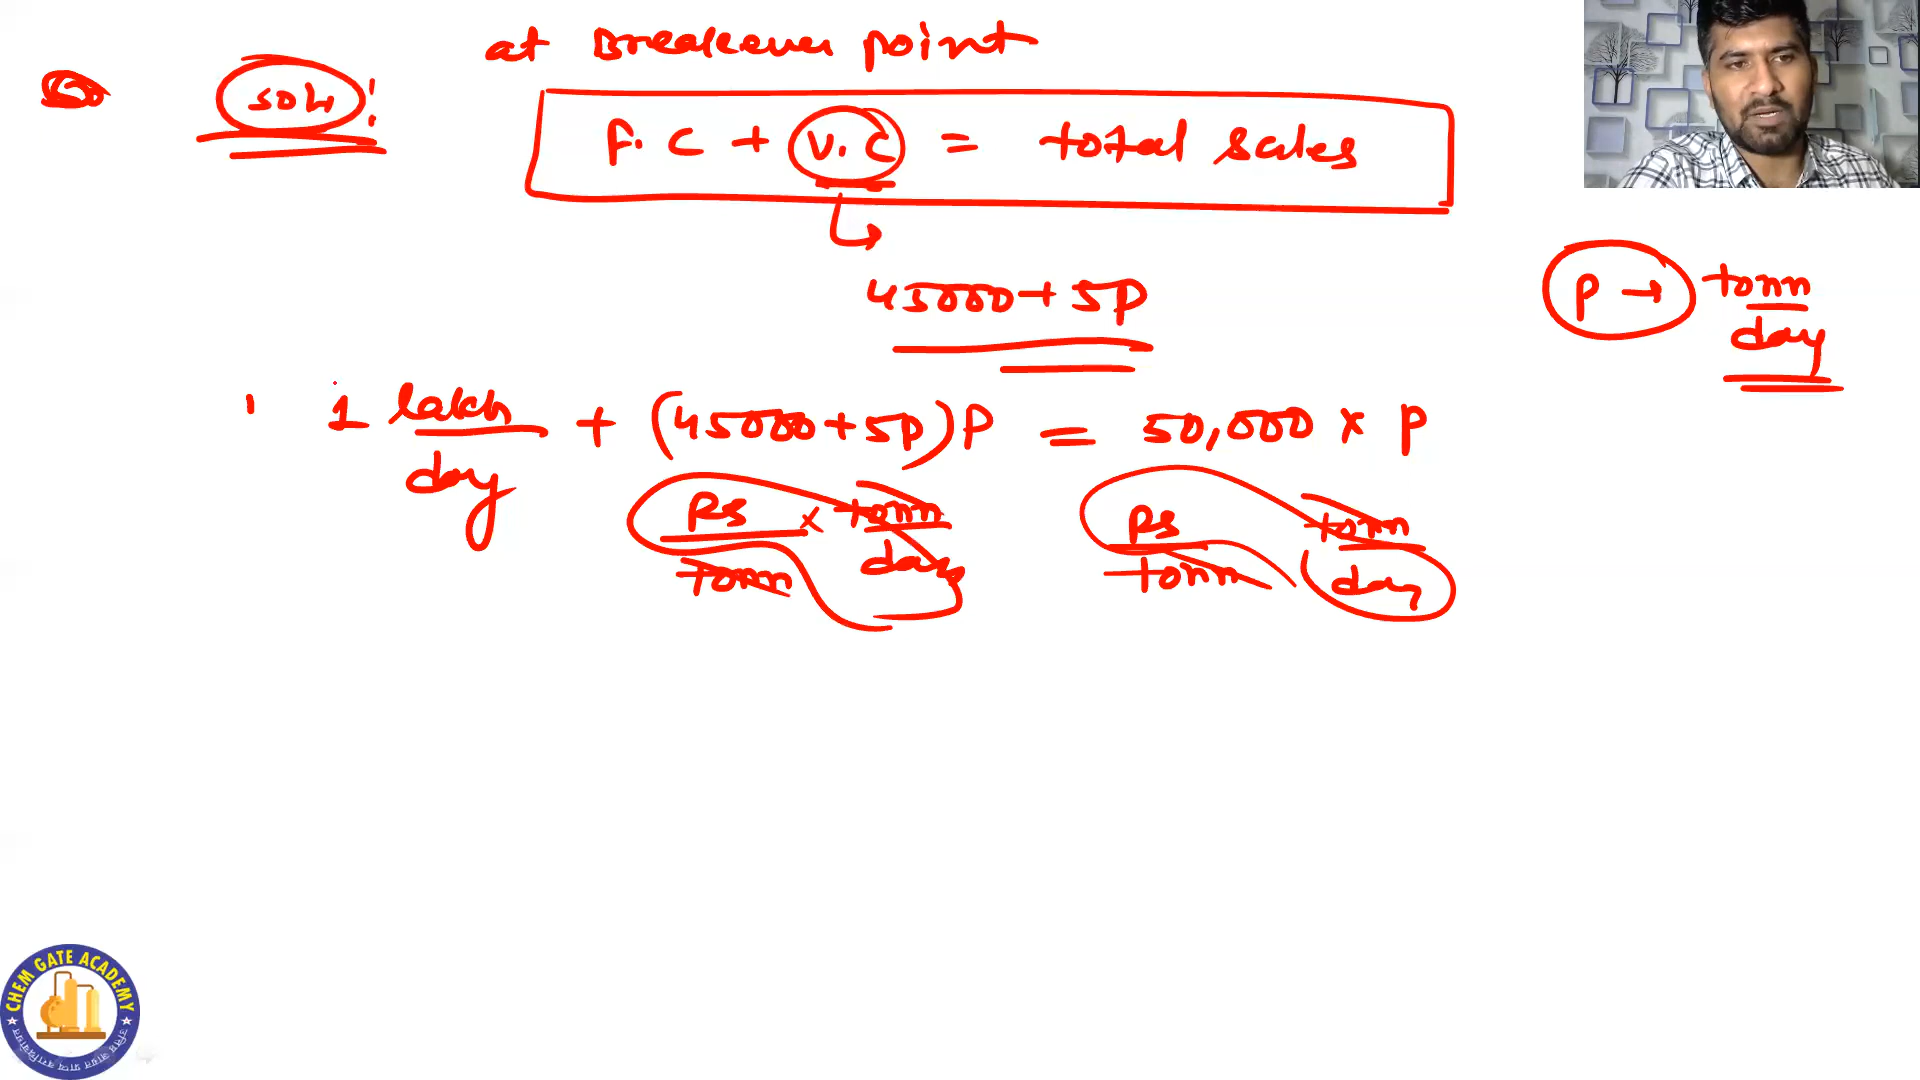 at Breakeven point
Soln:
F.C + V.C = total sales
45000 + 5P
P → tonn
day
1 lakh + (45000 + 5P) P = 50,000 × P
day
Rs × tonn Rs tonn
tonn day tonn day
CHEM GATE ACADEMY